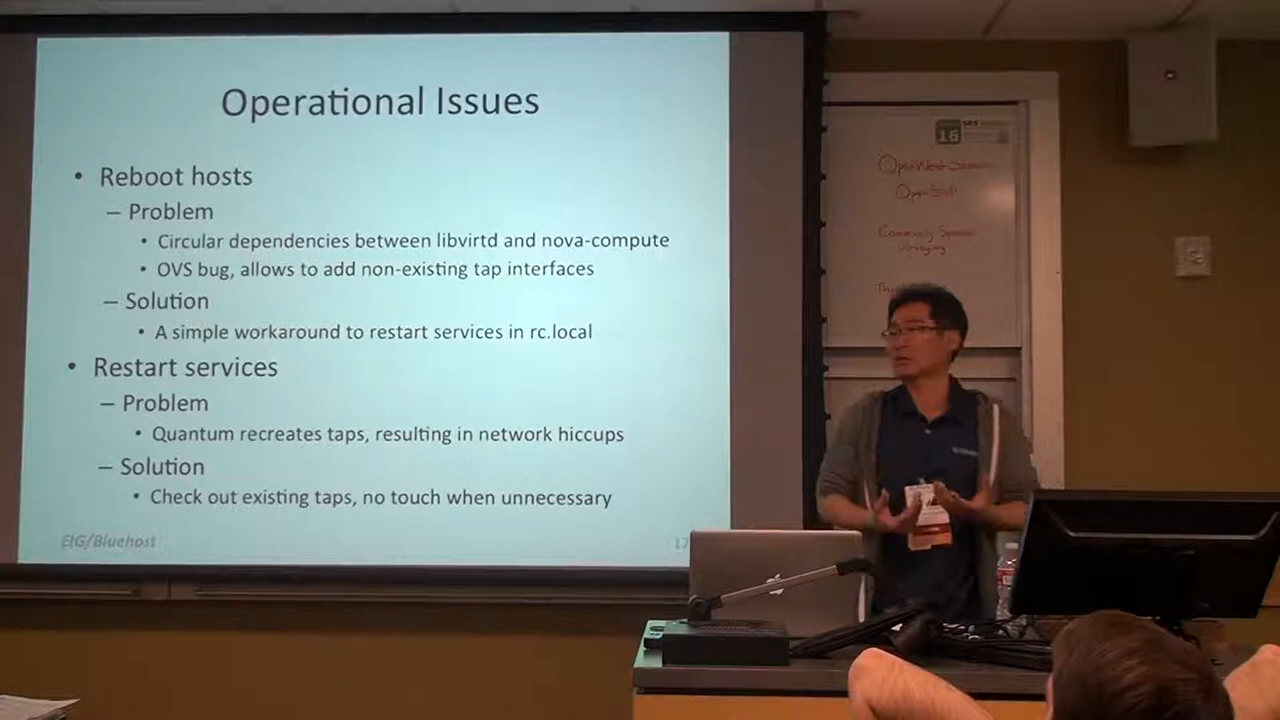 Operational Issues
• Reboot hosts
– Problem
• Circular dependencies between libvirtd and nova-compute
• OVS bug, allows to add non-existing tap interfaces
– Solution
• A simple workaround to restart services in rc.local
• Restart services
– Problem
• Quantum recreates taps, resulting in network hiccups
– Solution
• Check out existing taps, no touch when unnecessary
EIG/Bluehost
17
16